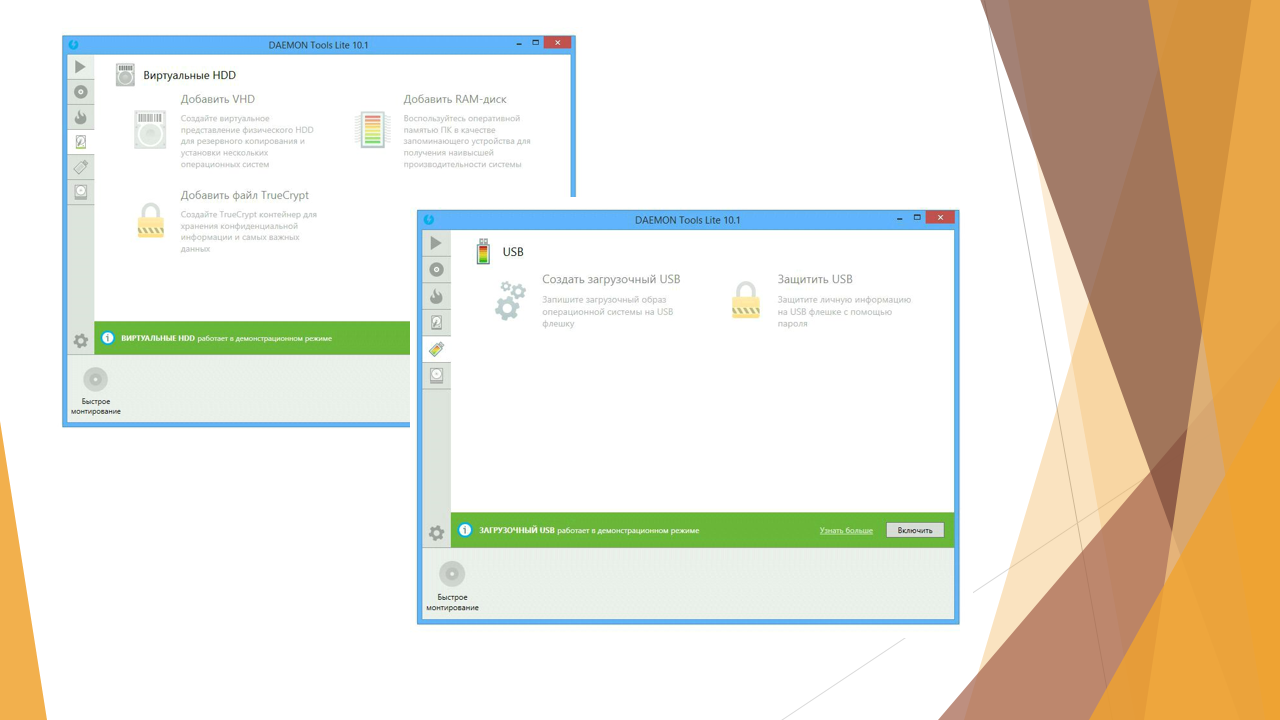 DAEMON Tools Lite 10.1
Виртуальные HDD
Добавить VHD
Создайте виртуальное
представление физического HDD
для резервного копирования и
установки нескольких
операционных систем
Добавить RAM-диск
Воспользуйтесь оперативной
памятью ПК в качестве
запоминающего устройства для
получения наивысшей
производительности системы
Добавить файл TrueCrypt
Создайте TrueCrypt контейнер для
хранения конфиденциальной
информации и самых важных
данных
ВИРТУАЛЬНЫЕ HDD работает в демонстрационном режиме
Быстрое
монтирование
DAEMON Tools Lite 10.1
USB
Создать загрузочный USB
Запишите загрузочный образ
операционной системы на USB
флешку
Защитить USB
Защитите личную информацию
на USB флешке с помощью
пароля
ЗАГРУЗОЧНЫЙ USB работает в демонстрационном режиме
Узнать больше
Включить
Быстрое
монтирование